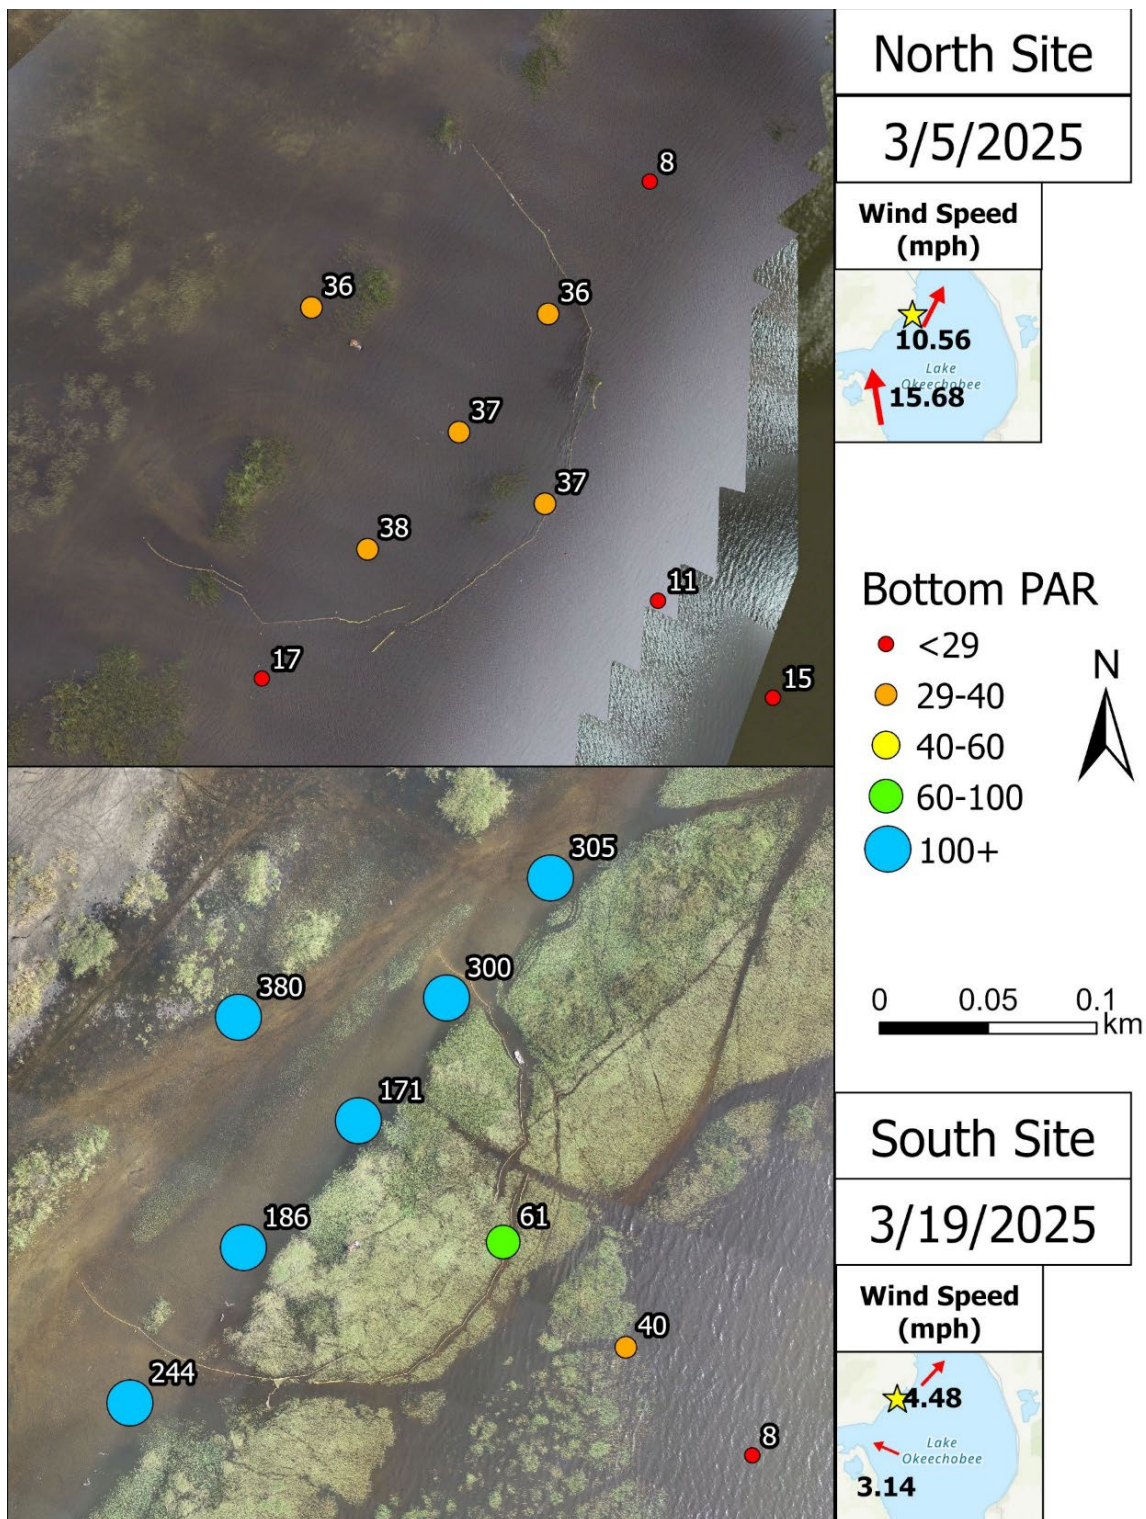 North Site
3/5/2025
Wind Speed
(mph)
10.56
Lake
Okeechobee
15.68
8
36
36
37
37
38
11
17
15
Bottom PAR
<29
29-40
40-60
60-100
100+
N
0 0.05 0.1
km
305
300
380
171
186
61
40
244
8
South Site
3/19/2025
Wind Speed
(mph)
4.48
Lake
Okeechobee
3.14